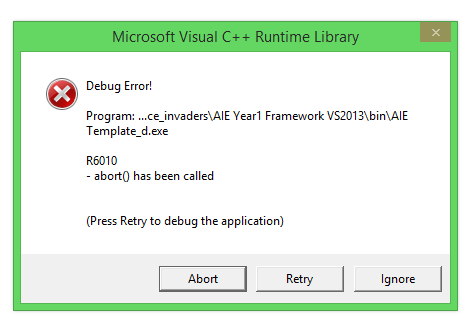 Microsoft Visual C++ Runtime Library
Debug Error!
Program: ...ce_invaders\AIE Year1 Framework VS2013\bin\AIE
Template_d.exe
R6010
- abort() has been called
(Press Retry to debug the application)
Abort Retry Ignore